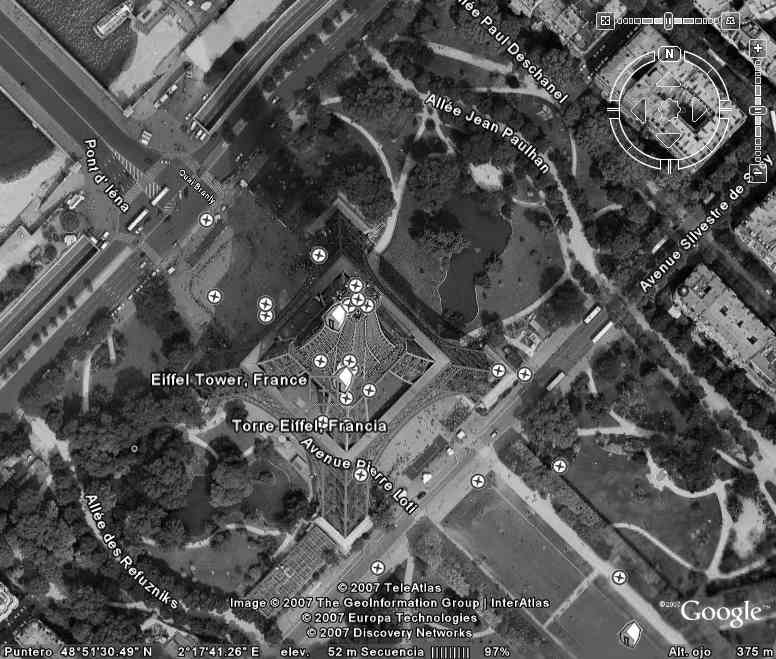 Allée Paul Deschanel
N
Allée Jean Paulhan
Pont d' Iéna
Quai Branly
Avenue Silvestre de
Eiffel Tower, France
Torre Eiffel, Francia
Avenue Pierre Loti
Allée des Refuzniks
© 2007 TeleAtlas
Image © 2007 The GeoInformation Group | InterAtlas
© 2007 Europa Technologies
© 2007 Discovery Networks
©2007 Google™
Puntero 48°51'30.49" N 2°17'41.26" E elev. 52 m Secuencia |||||||||| 97% Alt. ojo 375 m